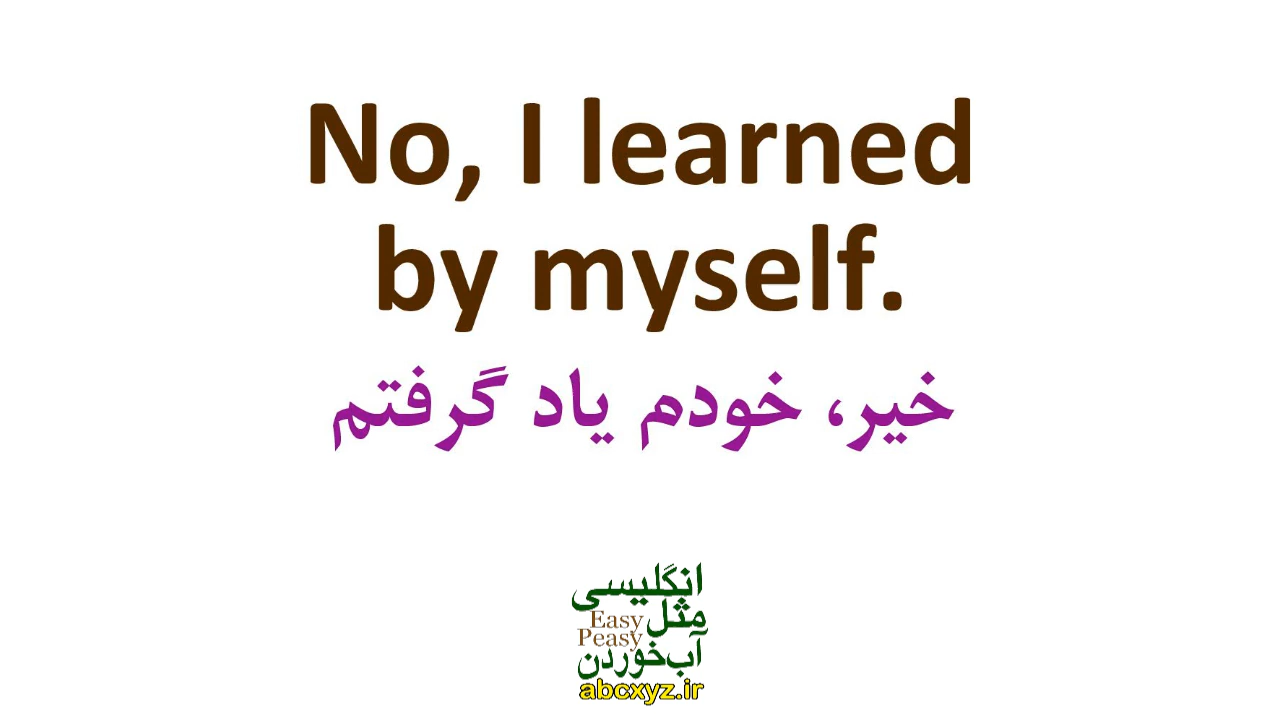 No, I learned
by myself.
خیر، خودم یاد گرفتم
انگلیسی
مثل
Easy
Peasy
آب‌خوردن
abcxyz.ir